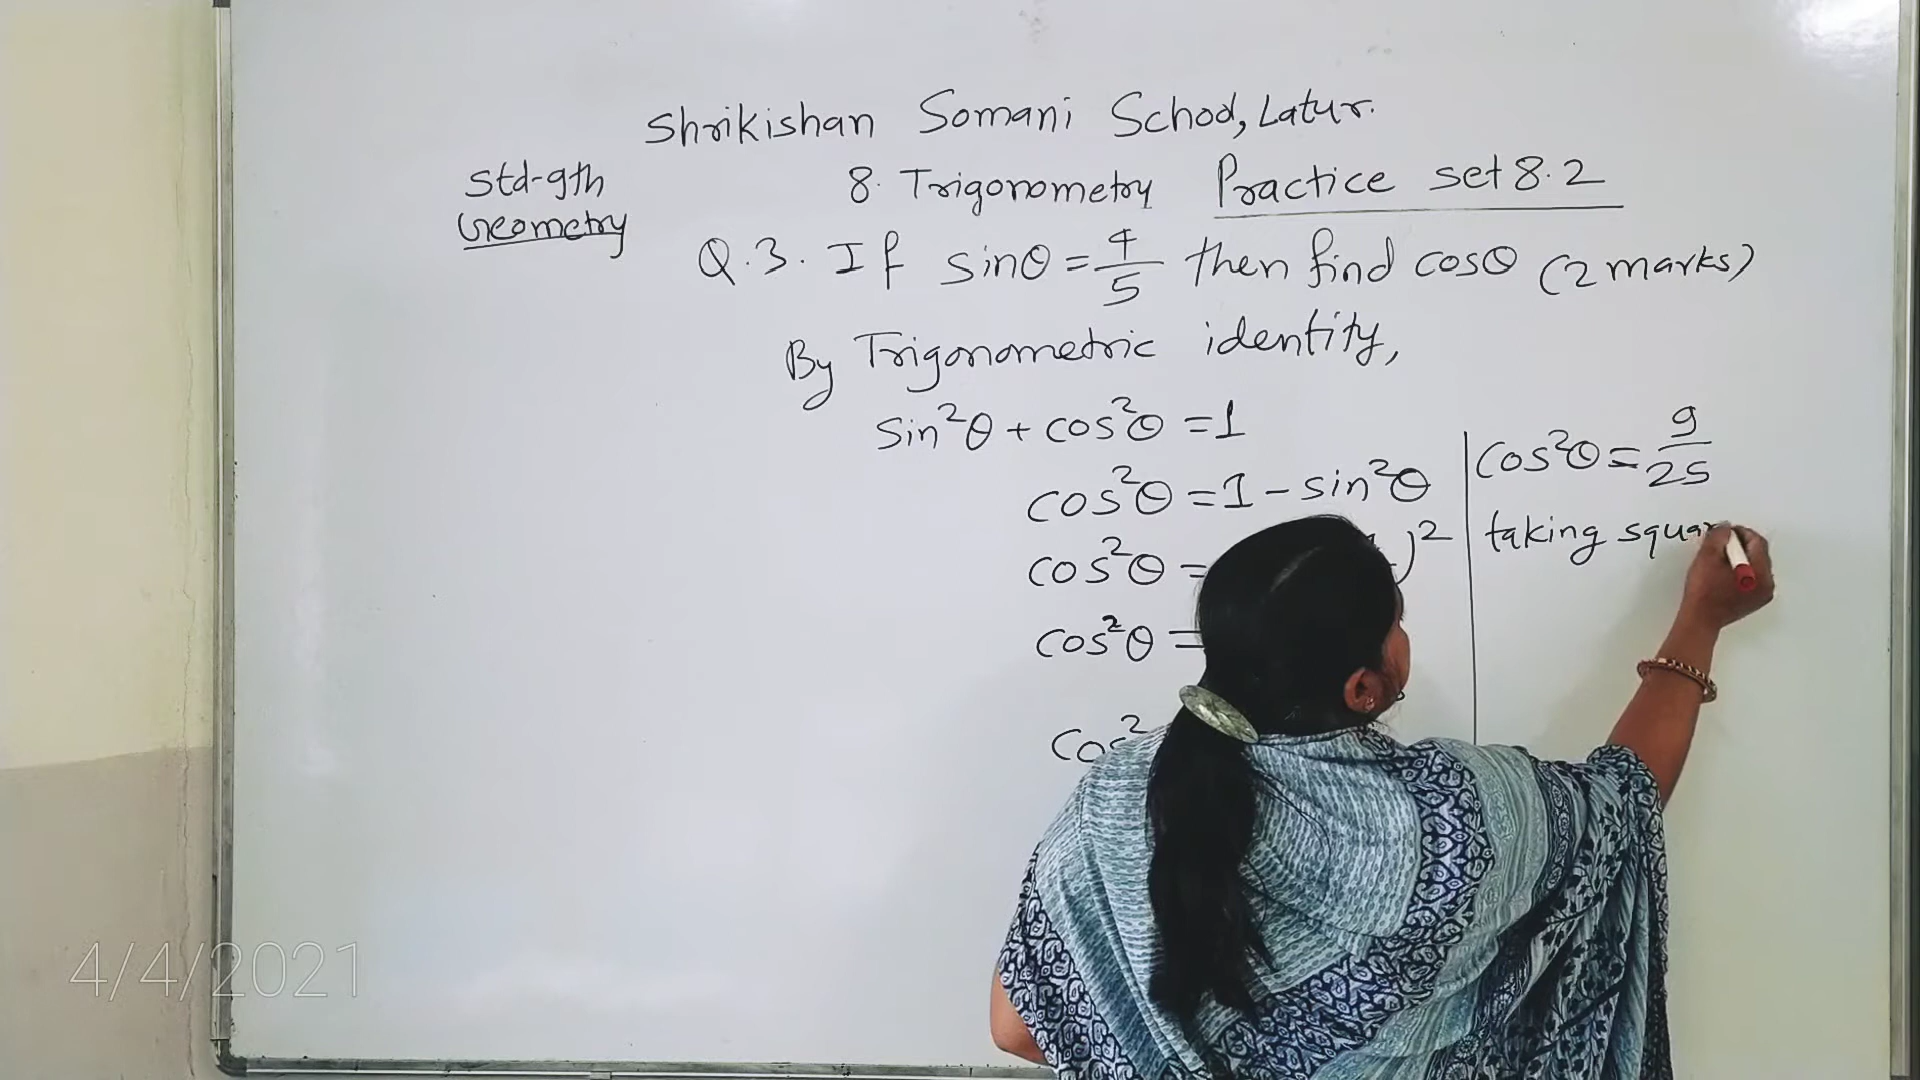 Shrikishan Somani School, Latur.
Std-9th
Geometry
8. Trigonometry Practice set 8.2
Q.3. If sinθ = 4/5 then find cosθ (2 marks)
By Trigonometric identity,
sin²θ + cos²θ = 1
cos²θ = 1 - sin²θ
cos²θ = )²
cos²θ =
cos²
cos²θ = 9/25
taking squar
4/4/2021